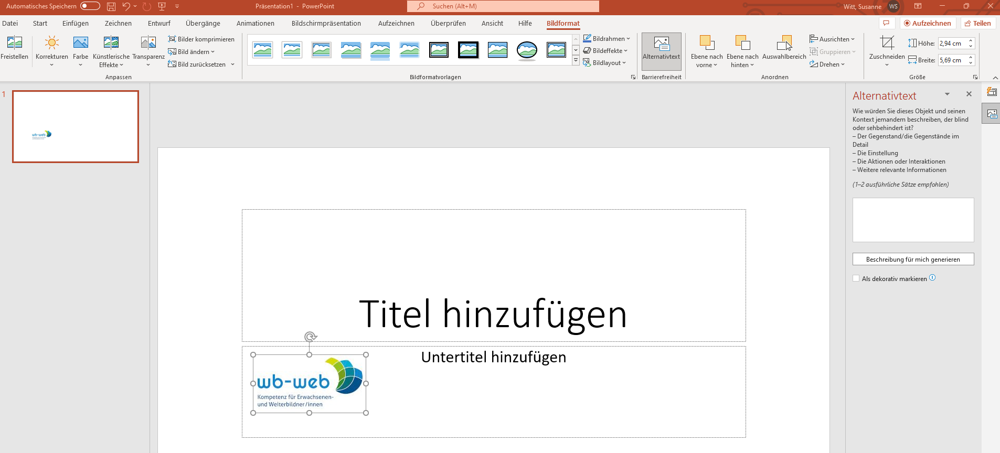 Automatisches Speichern
Präsentation1 - PowerPoint
Suchen (Alt+M)
Witt, Susanne
WS
Datei Start Einfügen Zeichnen Entwurf Übergänge Animationen Bildschirmpräsentation Aufzeichnen Überprüfen Ansicht Hilfe Bildformat
Aufzeichnen
Teilen
Freistellen
Korrekturen
Farbe
Künstlerische
Effekte
Transparenz
Bilder komprimieren
Bild ändern
Bild zurücksetzen
Anpassen
Bildformatvorlagen
Bildrahmen
Bildeffekte
Bildlayout
Alternativtext
Barrierefreiheit
Ebene nach
vorne
Ebene nach
hinten
Auswahlbereich
Ausrichten
Gruppieren
Drehen
Anordnen
Zuschneiden
Höhe: 2,94 cm
Breite: 5,69 cm
Größe
1
wb-web
Titel hinzufügen
Untertitel hinzufügen
wb-web
Kompetenz für Erwachsenen-
und Weiterbildner/innen
Alternativtext
Wie würden Sie dieses Objekt und seinen
Kontext jemandem beschreiben, der blind
oder sehbehindert ist?
– Der Gegenstand/die Gegenstände im
Detail
– Die Einstellung
– Die Aktionen oder Interaktionen
– Weitere relevante Informationen
(1–2 ausführliche Sätze empfohlen)
Beschreibung für mich generieren
Als dekorativ markieren